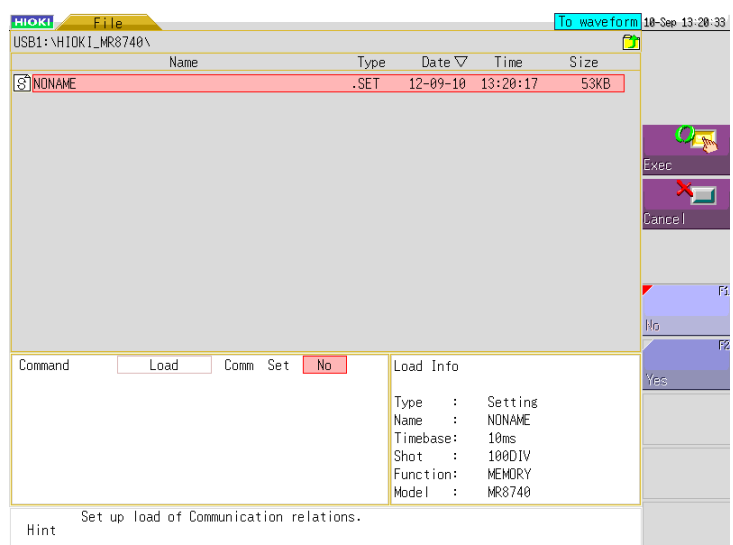 HIOKI File To waveform 10-Sep 13:20:33
USB1:\HIOKI_MR8740\
Name Type Date Time Size
S NONAME .SET 12-09-10 13:20:17 53KB
Exec
Cancel
F1
No
F2
Yes
Command Load Comm Set No
Load Info
Type : Setting
Name : NONAME
Timebase: 10ms
Shot : 100DIV
Function: MEMORY
Model : MR8740
Set up load of Communication relations.
Hint